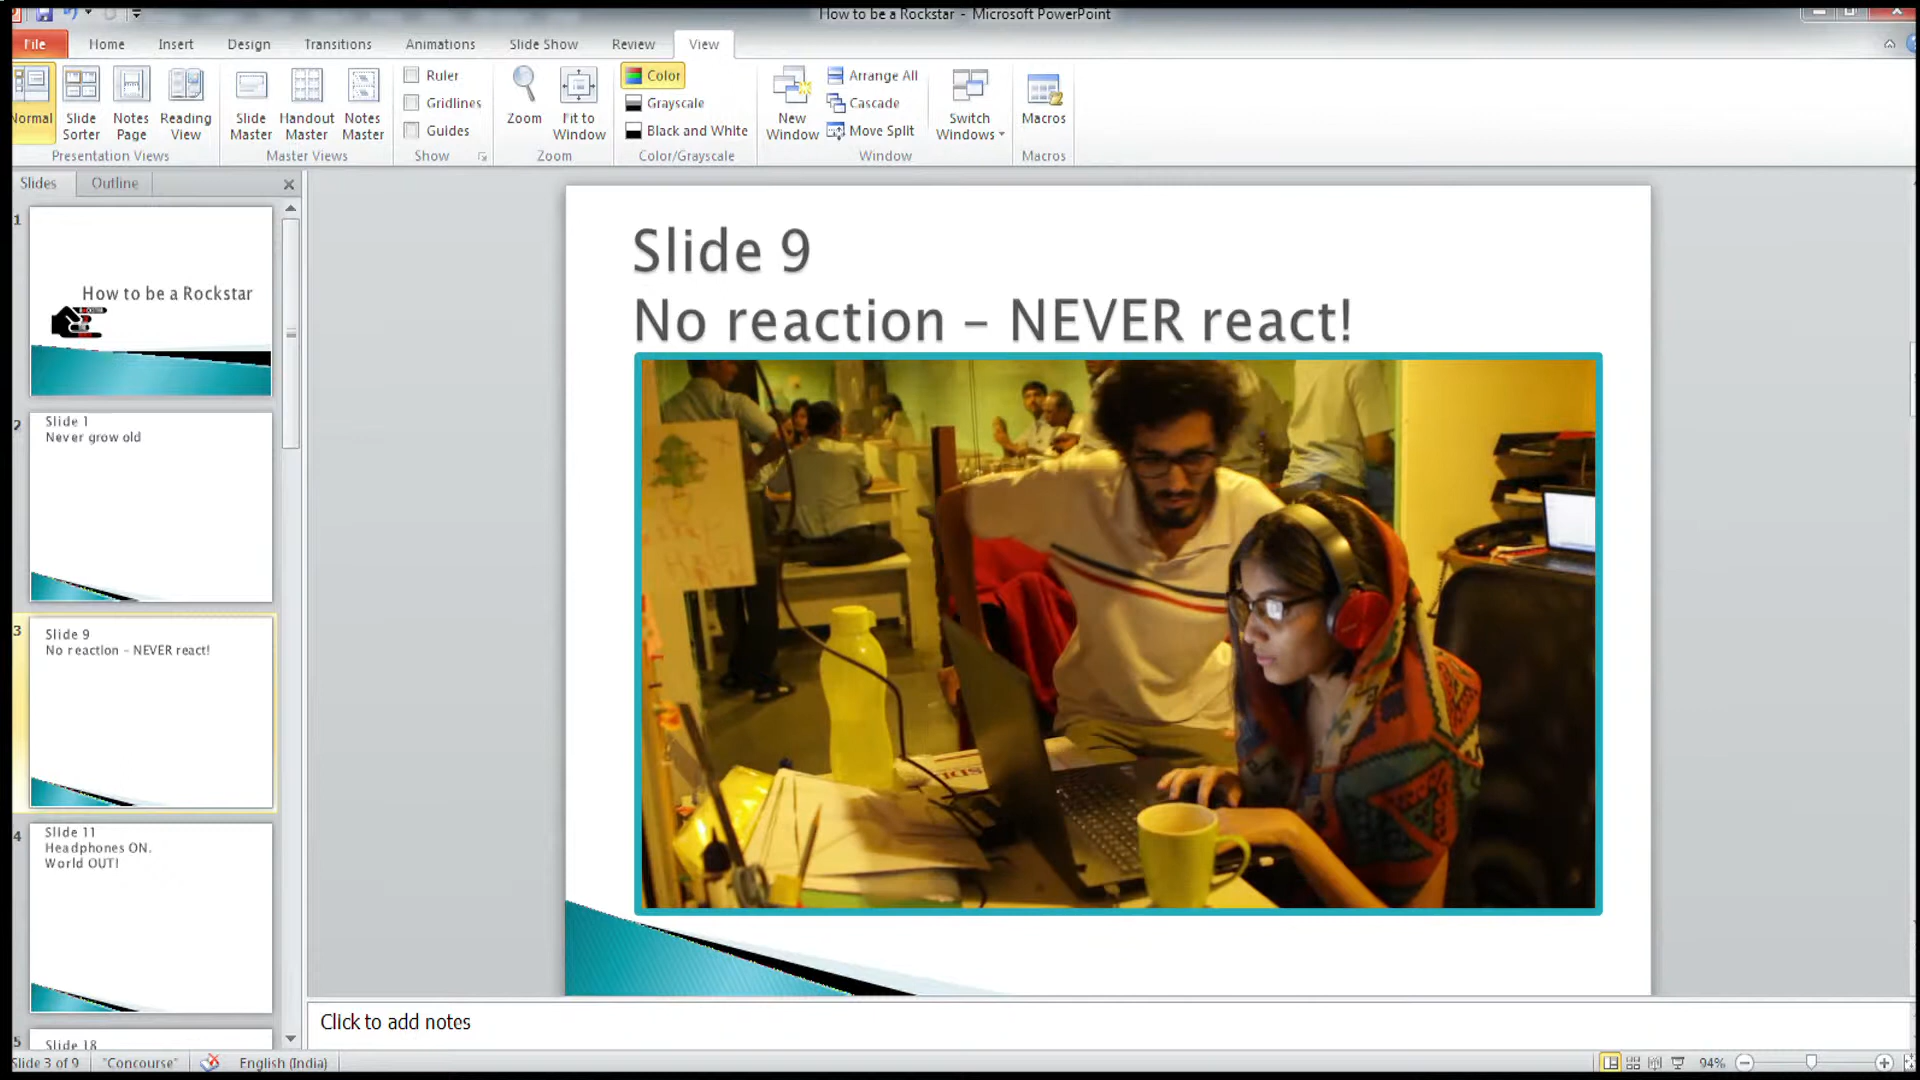 How to be a Rockstar - Microsoft PowerPoint
File Home Insert Design Transitions Animations Slide Show Review View
Normal
Slide Sorter
Notes Page
Reading View
Presentation Views
Slide Master
Handout Master
Notes Master
Master Views
Ruler
Gridlines
Guides
Show
Zoom
Fit to Window
Zoom
Color
Grayscale
Black and White
Color/Grayscale
New Window
Arrange All
Cascade
Move Split
Switch Windows
Window
Macros
Macros
Slides Outline
1
How to be a Rockstar
2
Slide 1
Never grow old
3
Slide 9
No reaction – NEVER react!
4
Slide 11
Headphones ON.
World OUT!
5
Slide 18
Slide 9
No reaction – NEVER react!
Click to add notes
Slide 3 of 9 "Concourse" English (India) 94%